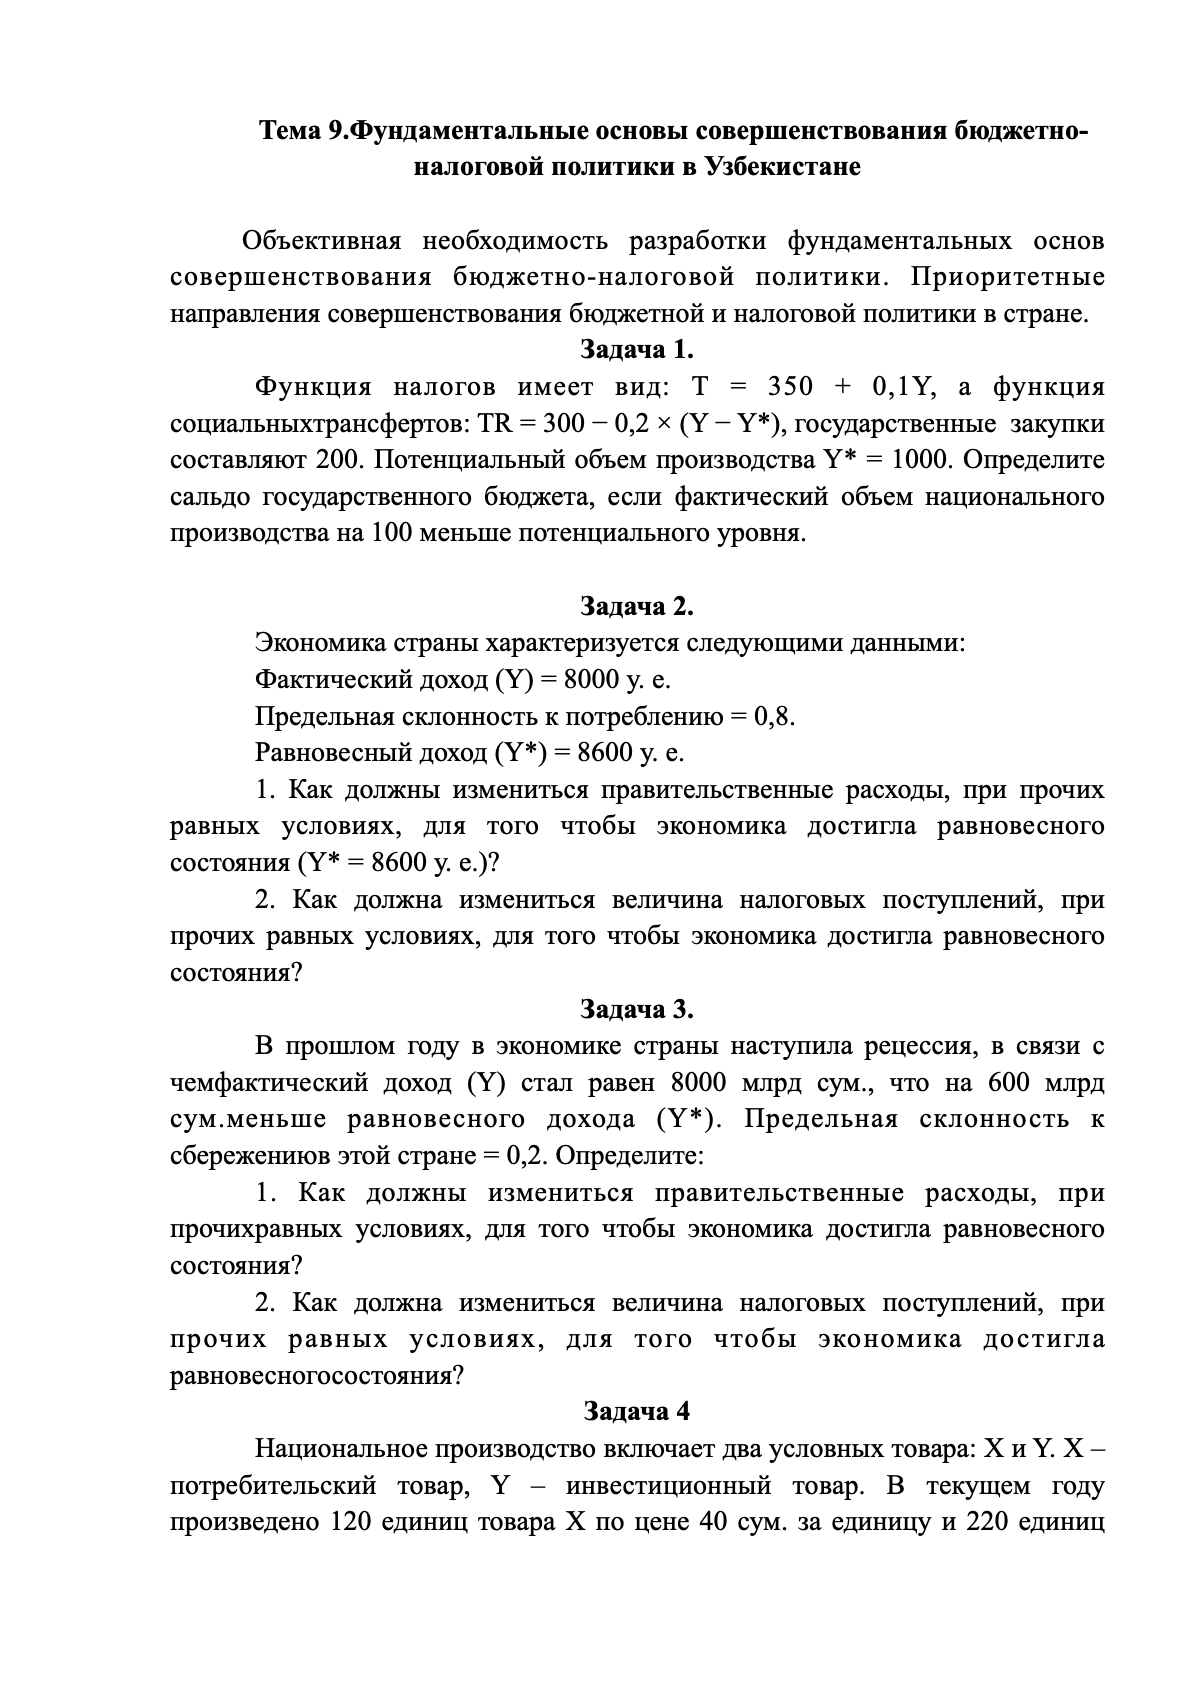 Тема 9.Фундаментальные основы совершенствования бюджетно-
налоговой политики в Узбекистане
Объективная необходимость разработки фундаментальных основ
совершенствования бюджетно-налоговой политики. Приоритетные
направления совершенствования бюджетной и налоговой политики в стране.
Задача 1.
Функция налогов имеет вид: T = 350 + 0,1Y, а функция
социальныхтрансфертов: TR = 300 − 0,2 × (Y − Y*), государственные закупки
составляют 200. Потенциальный объем производства Y* = 1000. Определите
сальдо государственного бюджета, если фактический объем национального
производства на 100 меньше потенциального уровня.
Задача 2.
Экономика страны характеризуется следующими данными:
Фактический доход (Y) = 8000 у. е.
Предельная склонность к потреблению = 0,8.
Равновесный доход (Y*) = 8600 у. е.
1. Как должны измениться правительственные расходы, при прочих
равных условиях, для того чтобы экономика достигла равновесного
состояния (Y* = 8600 у. е.)?
2. Как должна измениться величина налоговых поступлений, при
прочих равных условиях, для того чтобы экономика достигла равновесного
состояния?
Задача 3.
В прошлом году в экономике страны наступила рецессия, в связи с
чемфактический доход (Y) стал равен 8000 млрд сум., что на 600 млрд
сум.меньше равновесного дохода (Y*). Предельная склонность к
сбережениюв этой стране = 0,2. Определите:
1. Как должны измениться правительственные расходы, при
прочихравных условиях, для того чтобы экономика достигла равновесного
состояния?
2. Как должна измениться величина налоговых поступлений, при
прочих равных условиях, для того чтобы экономика достигла
равновесногосостояния?
Задача 4
Национальное производство включает два условных товара: X и Y. X –
потребительский товар, Y – инвестиционный товар. В текущем году
произведено 120 единиц товара X по цене 40 сум. за единицу и 220 единиц